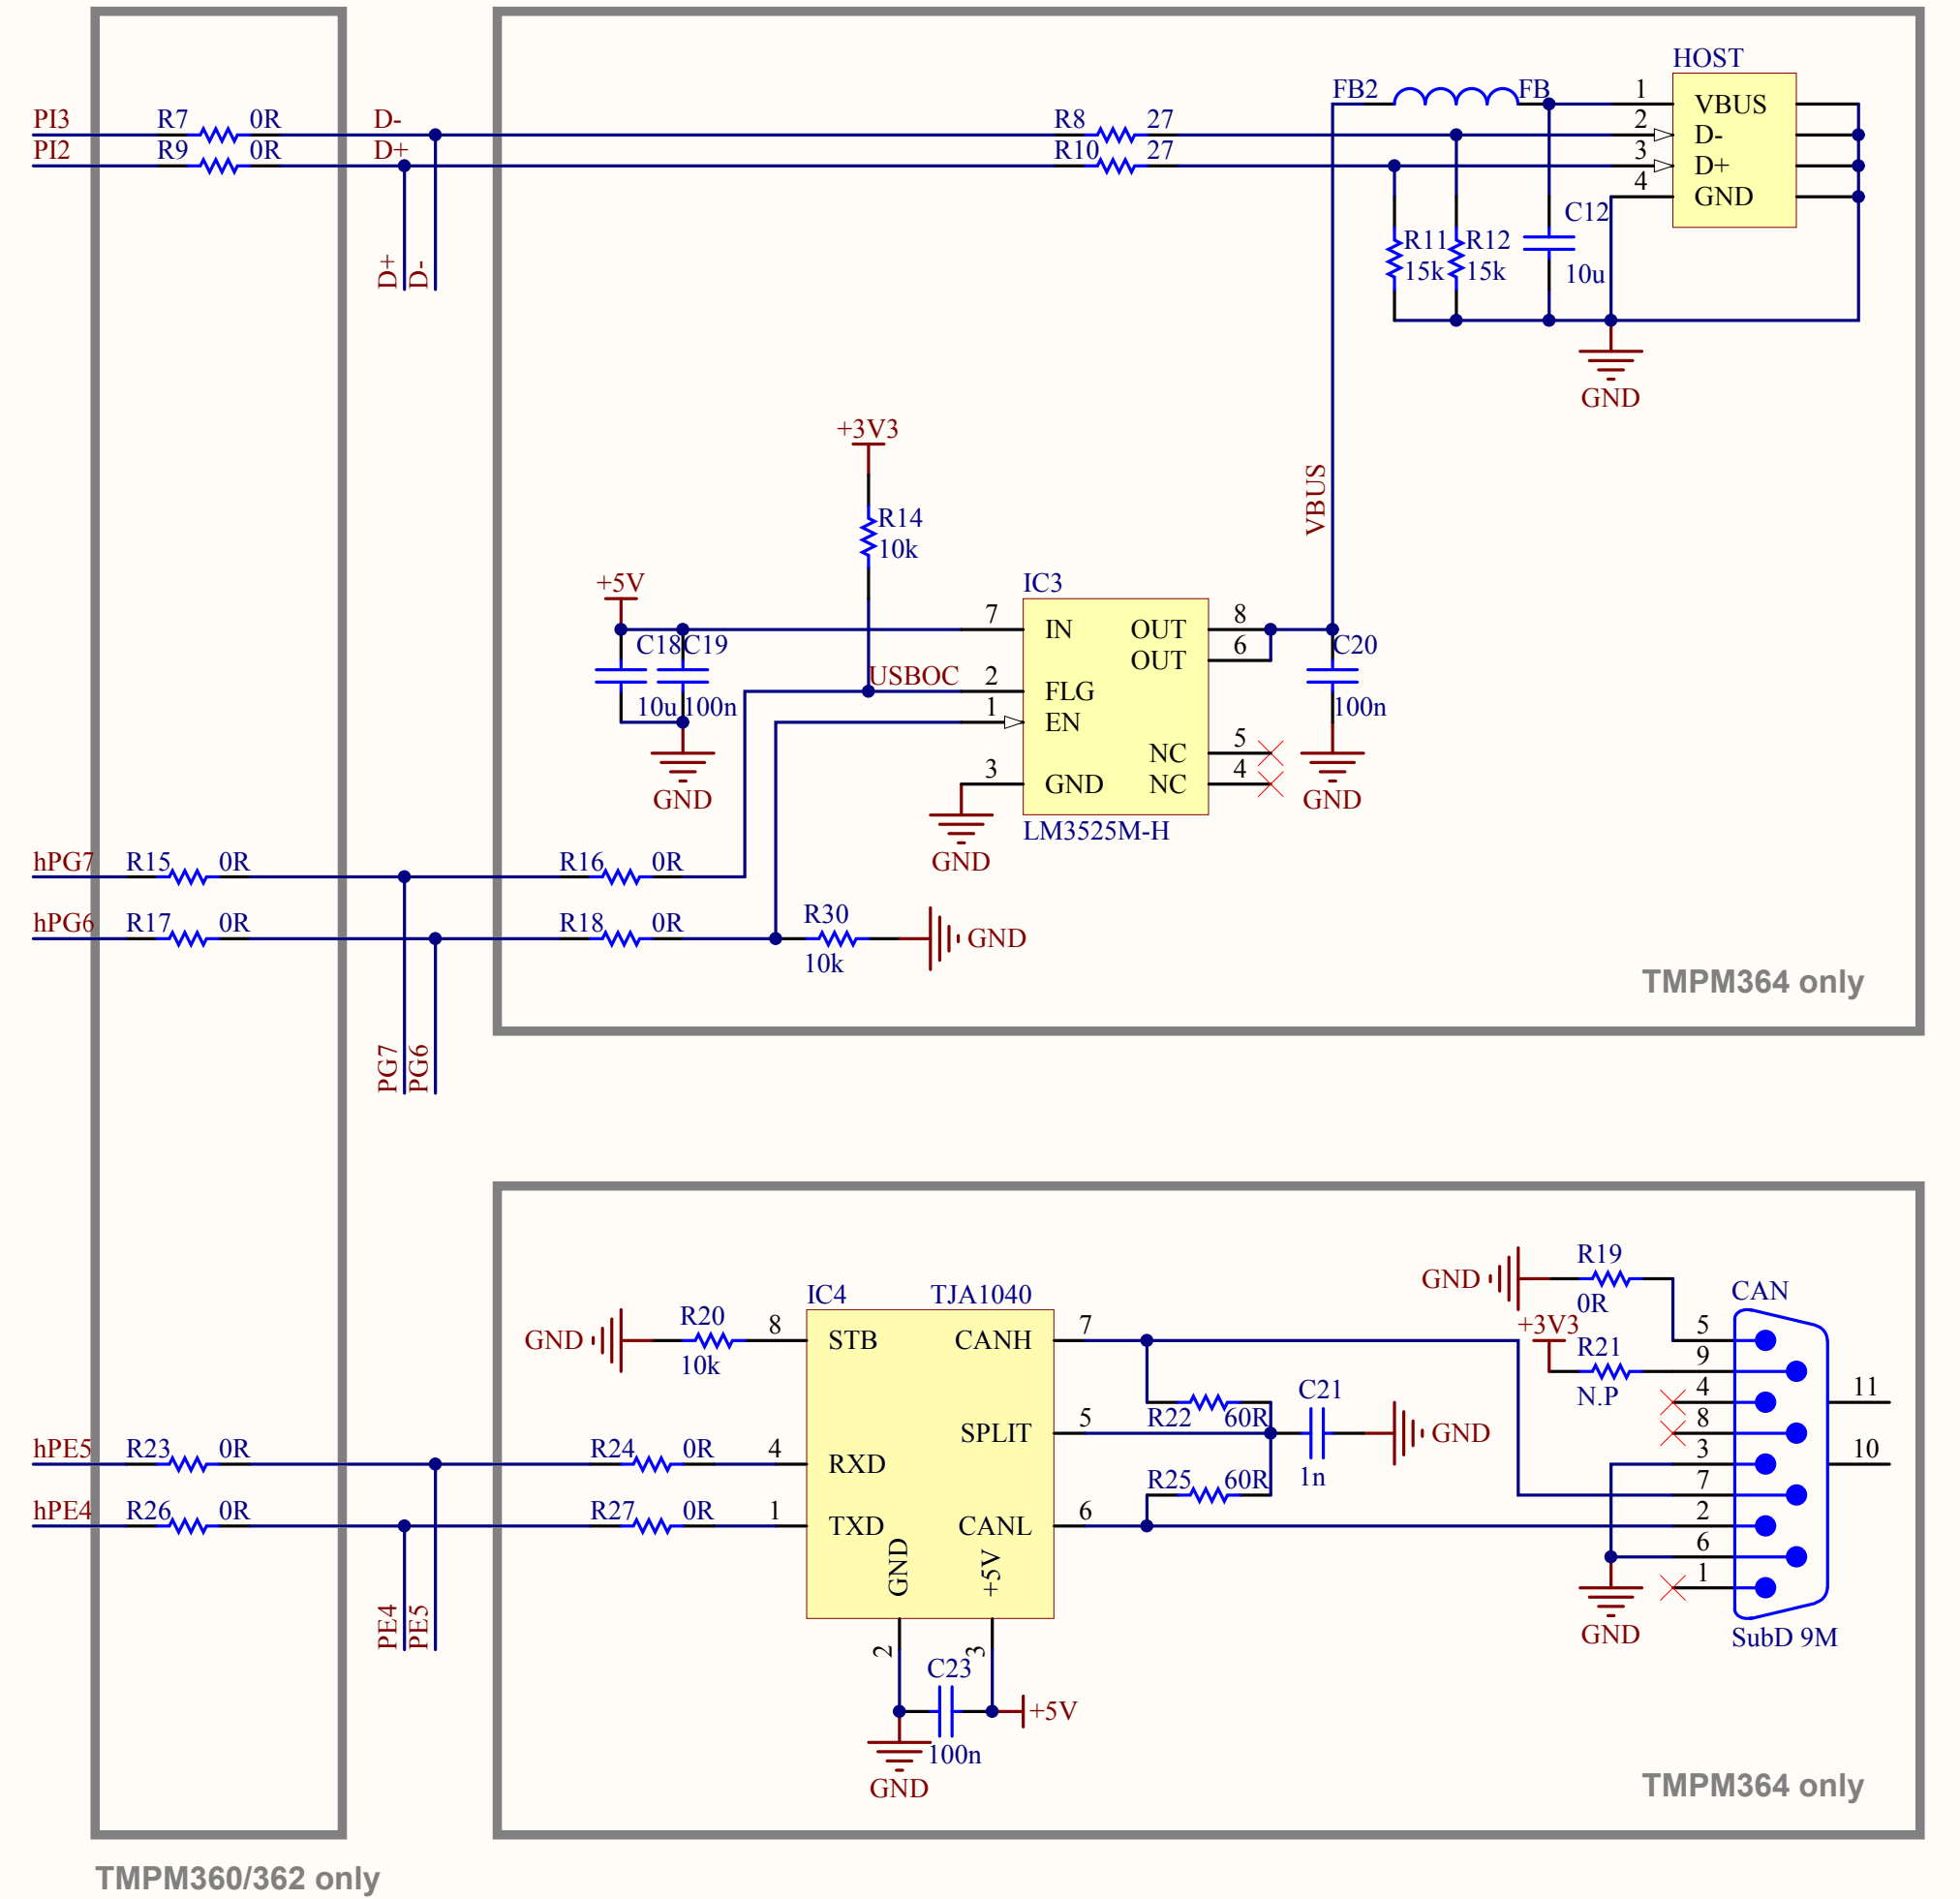 HOST
FB2 FB 1 VBUS
PI3 R7 0R D- R8 27 2 D-
PI2 R9 0R D+ R10 27 3 D+
4 GND
C12
R11 R12
15k 15k 10u
D+ D-
GND
+3V3
VBUS
R14
10k
+5V IC3
7 IN OUT 8
C18 C19 6 C20
OUT
USBOC 2 FLG
10u 100n 1 EN 100n
NC 5
3 GND NC 4
GND GND
LM3525M-H
GND
hPG7 R15 0R R16 0R
hPG6 R17 0R R18 0R R30 GND
10k
TMPM364 only
PG7 PG6
R19
GND CAN
IC4 TJA1040 0R
R20 8 STB CANH 7 +3V3 5
GND R21
10k 9
N.P 4 11
C21
R22 60R
5 8
SPLIT GND
hPE5 R23 0R R24 0R 4 RXD 3 10
R25 60R 1n 7
hPE4 R26 0R R27 0R 1 TXD CANL 6 2
GND +5V 6
1
PE4 PE5
GND SubD 9M
2 3
C23
+5V
100n
GND
TMPM364 only
TMPM360/362 only